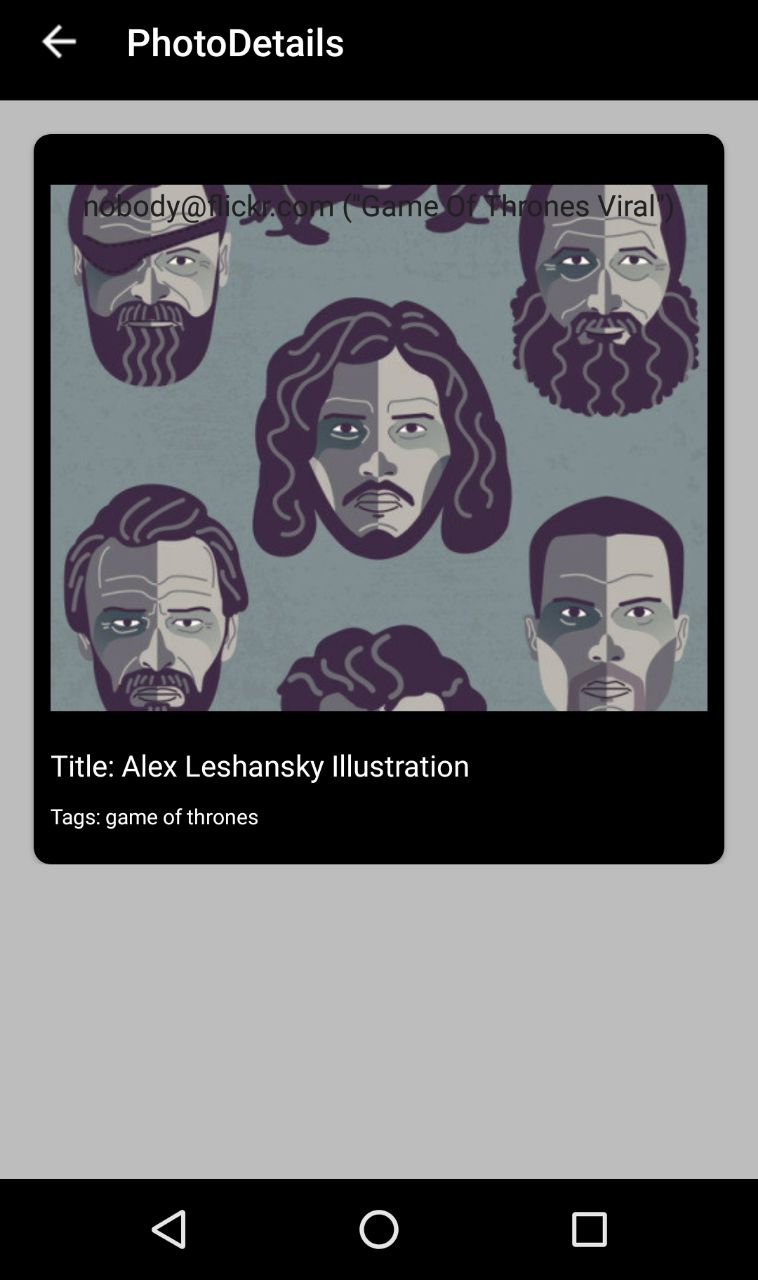 PhotoDetails
nobody@flickr.com ("Game Of Thrones Viral")
Title: Alex Leshansky Illustration
Tags: game of thrones